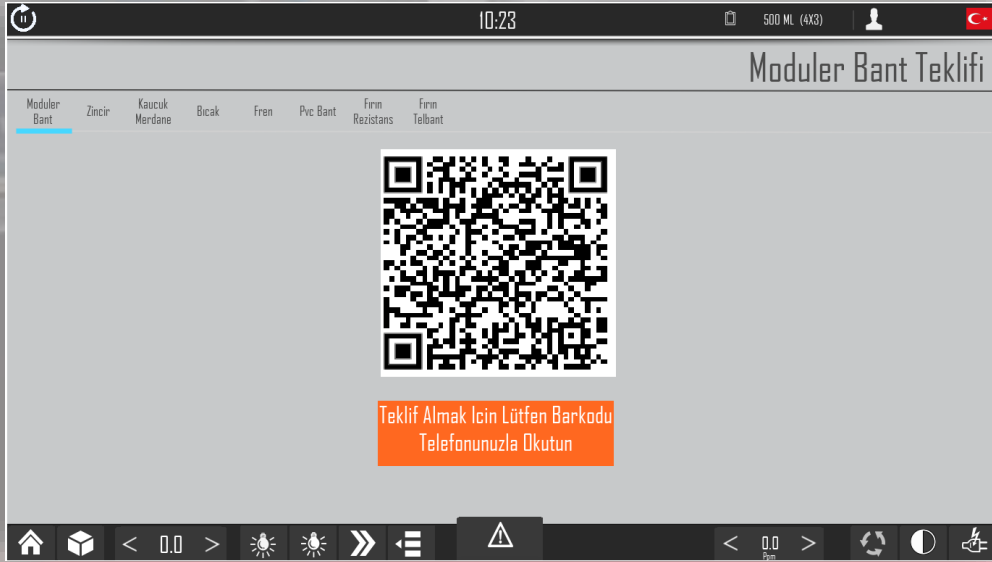 10:23
500 ML (4X3)
Moduler Bant Teklifi
Moduler Bant
Zincir
Kaucuk Merdane
Bıcak
Fren
Pvc Bant
Fırın Rezistans
Fırın Telbant
Teklif Almak Icin Lütfen Barkodu
Telefonunuzla Okutun
< 0.0 >
< 0.0 >
Ppm